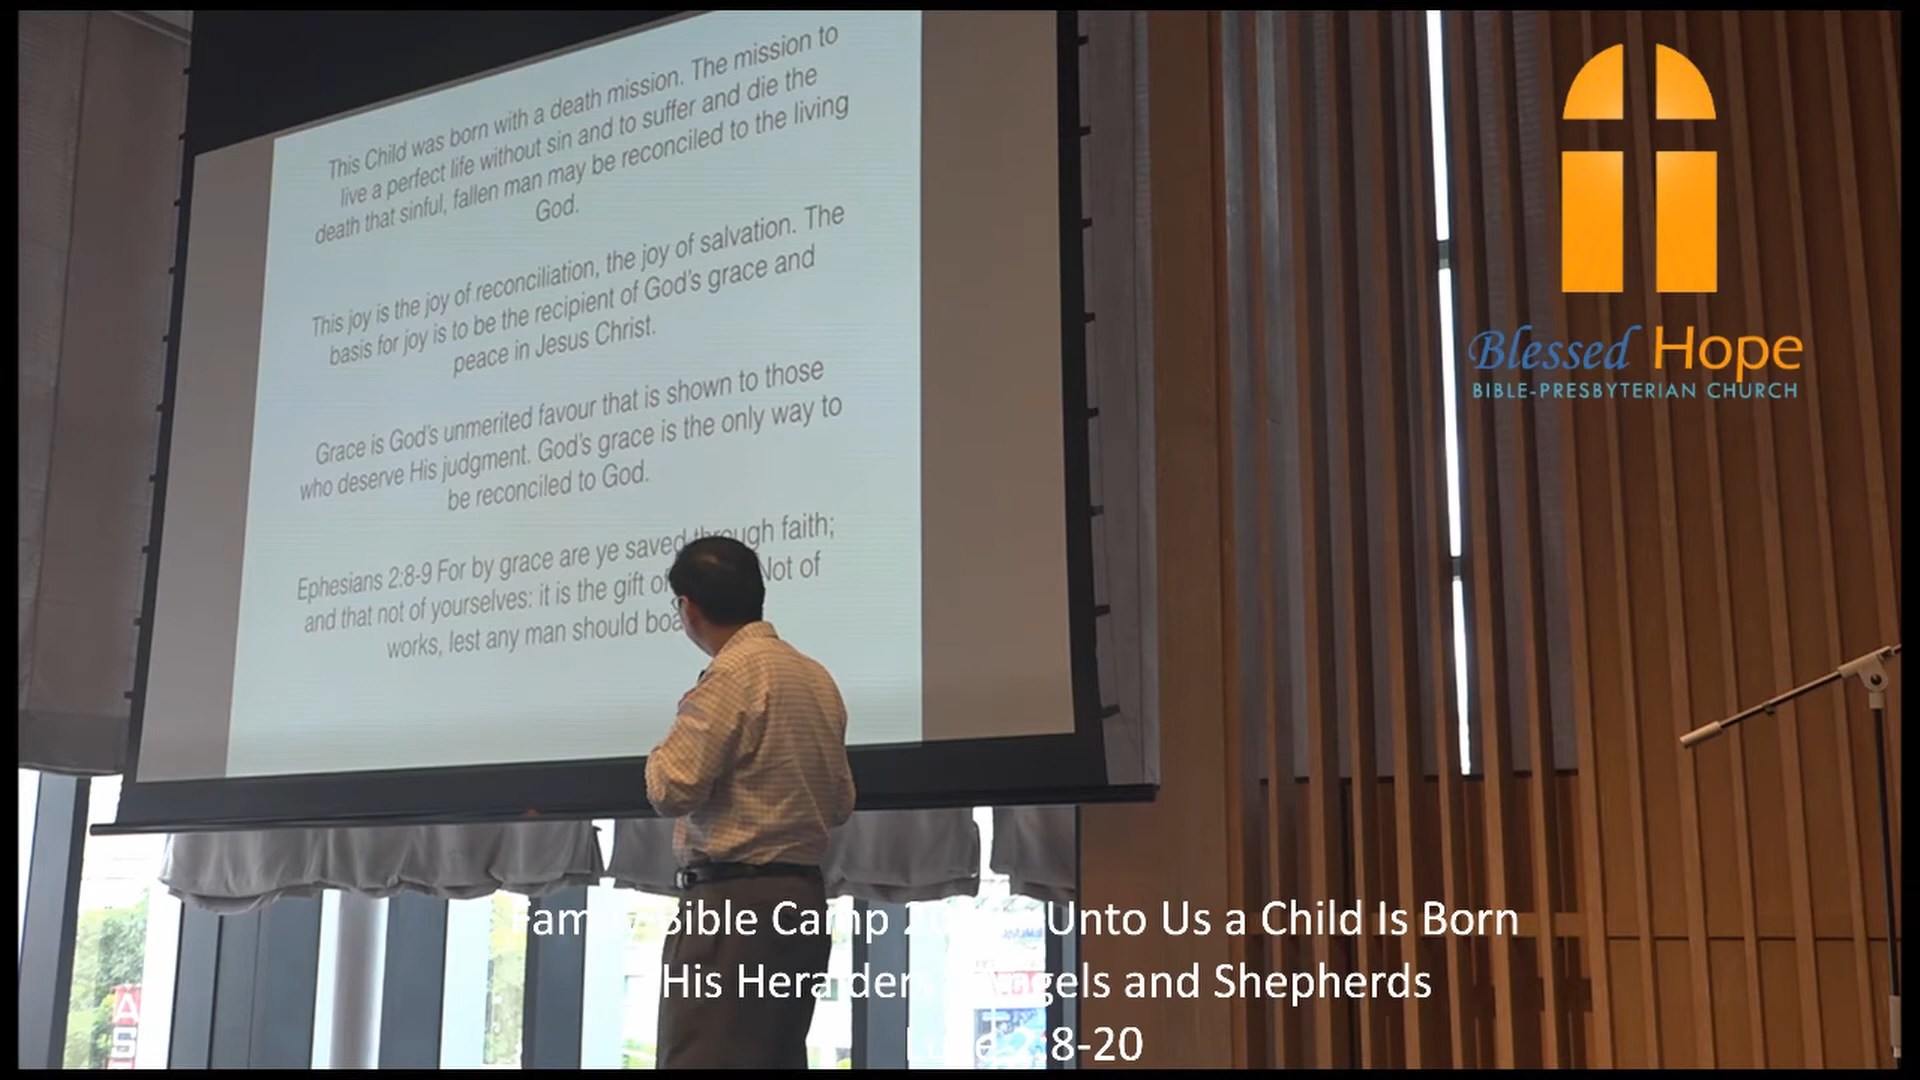 This Child was born with a death mission. The mission to
live a perfect life without sin and to suffer and die the
death that sinful, fallen man may be reconciled to the living
God.
This joy is the joy of reconciliation, the joy of salvation. The
basis for joy is to be the recipient of God's grace and
peace in Jesus Christ.
Grace is God's unmerited favour that is shown to those
who deserve His judgment. God's grace is the only way to
be reconciled to God.
Ephesians 2:8-9 For by grace are ye saved through faith;
and that not of yourselves: it is the gift of Not of
works, lest any man should
Blessed Hope
BIBLE-PRESBYTERIAN CHURCH
Family Bible Camp Unto Us a Child Is Born
His Heralders Angels and Shepherds
Luke 2:8-20